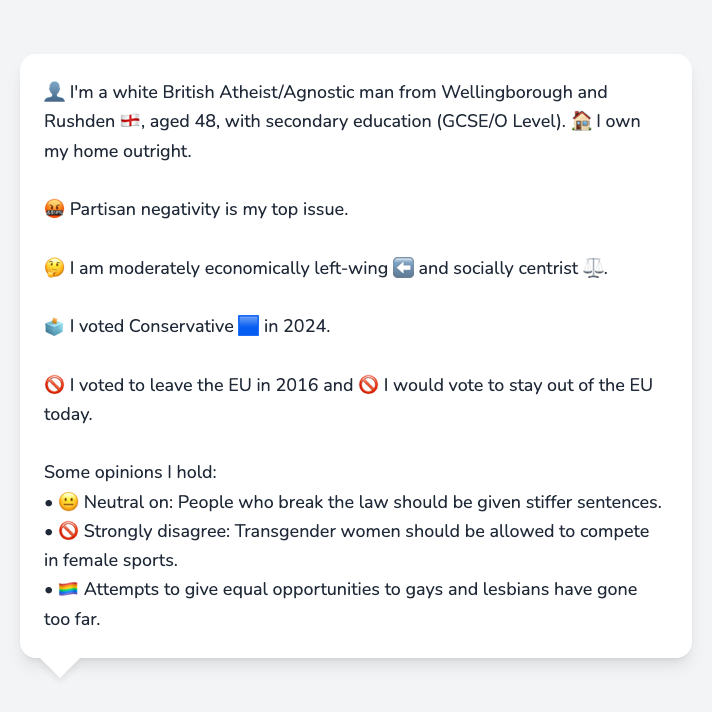 👤 I'm a white British Atheist/Agnostic man from Wellingborough and
Rushden 🏴󠁧󠁢󠁥󠁮󠁧󠁿, aged 48, with secondary education (GCSE/O Level). 🏠 I own
my home outright.
🤬 Partisan negativity is my top issue.
🤔 I am moderately economically left-wing ⬅️ and socially centrist ⚖️.
🗳️ I voted Conservative 🟦 in 2024.
🚫 I voted to leave the EU in 2016 and 🚫 I would vote to stay out of the EU
today.
Some opinions I hold:
• 😐 Neutral on: People who break the law should be given stiffer sentences.
• 🚫 Strongly disagree: Transgender women should be allowed to compete
in female sports.
• 🏳️‍🌈 Attempts to give equal opportunities to gays and lesbians have gone
too far.